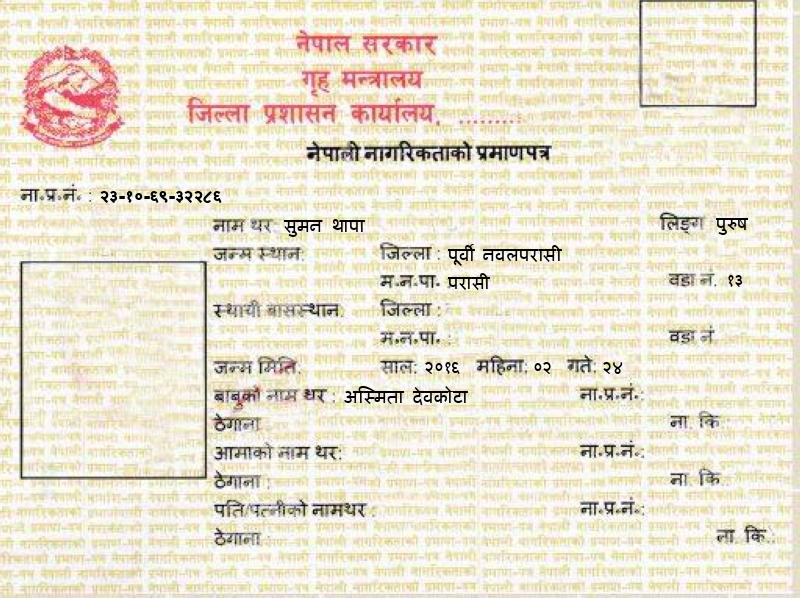 नेपाल सरकार
गृह मन्त्रालय
जिल्ला प्रशासन कार्यालय, .........
नेपाली नागरिकताको प्रमाणपत्र
ना.प्र.नं. : २३-१०-६९-३२२८६
नाम थर सुमन थापा लिङ्ग पुरुष
जन्म स्थान: जिल्ला : पूर्वी नवलपरासी
म.न.पा. परासी वडा नं. १३
स्थायी बासस्थान: जिल्ला :
म.न.पा. : वडा नं
जन्म मिति: साल: २०१६ महिना: ०२ गते: २४
बाबुको नाम थर : अस्मिता देवकोटा ना.प्र.नं.:
ठेगाना : ना. कि.:
आमाको नाम थर: ना.प्र.नं.:
ठेगाना : ना. कि.
पति/पत्नीको नामथर : ना.प्र.नं.:
ठेगाना : ना. कि.: